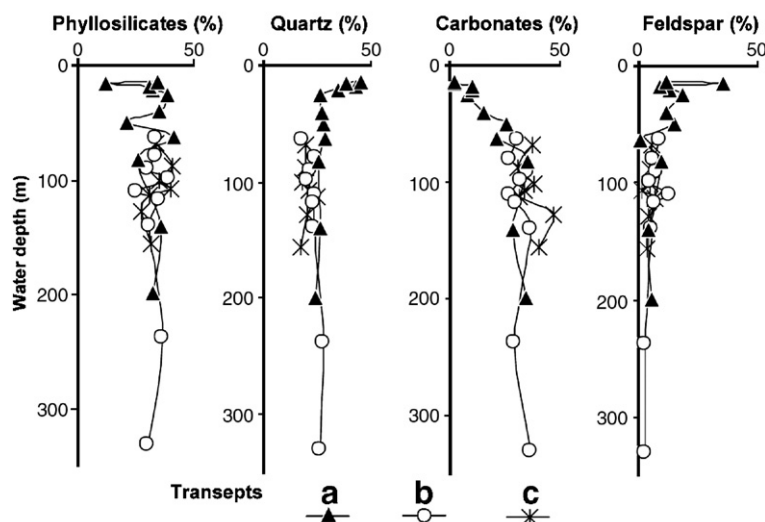 Phyllosilicates (%) Quartz (%) Carbonates (%) Feldspar (%)
0 50 0 50 0 50 0 50
0 0 0 0
100 100 100 100
200 200 200 200
300 300 300 300
Water depth (m)
Transepts a b c